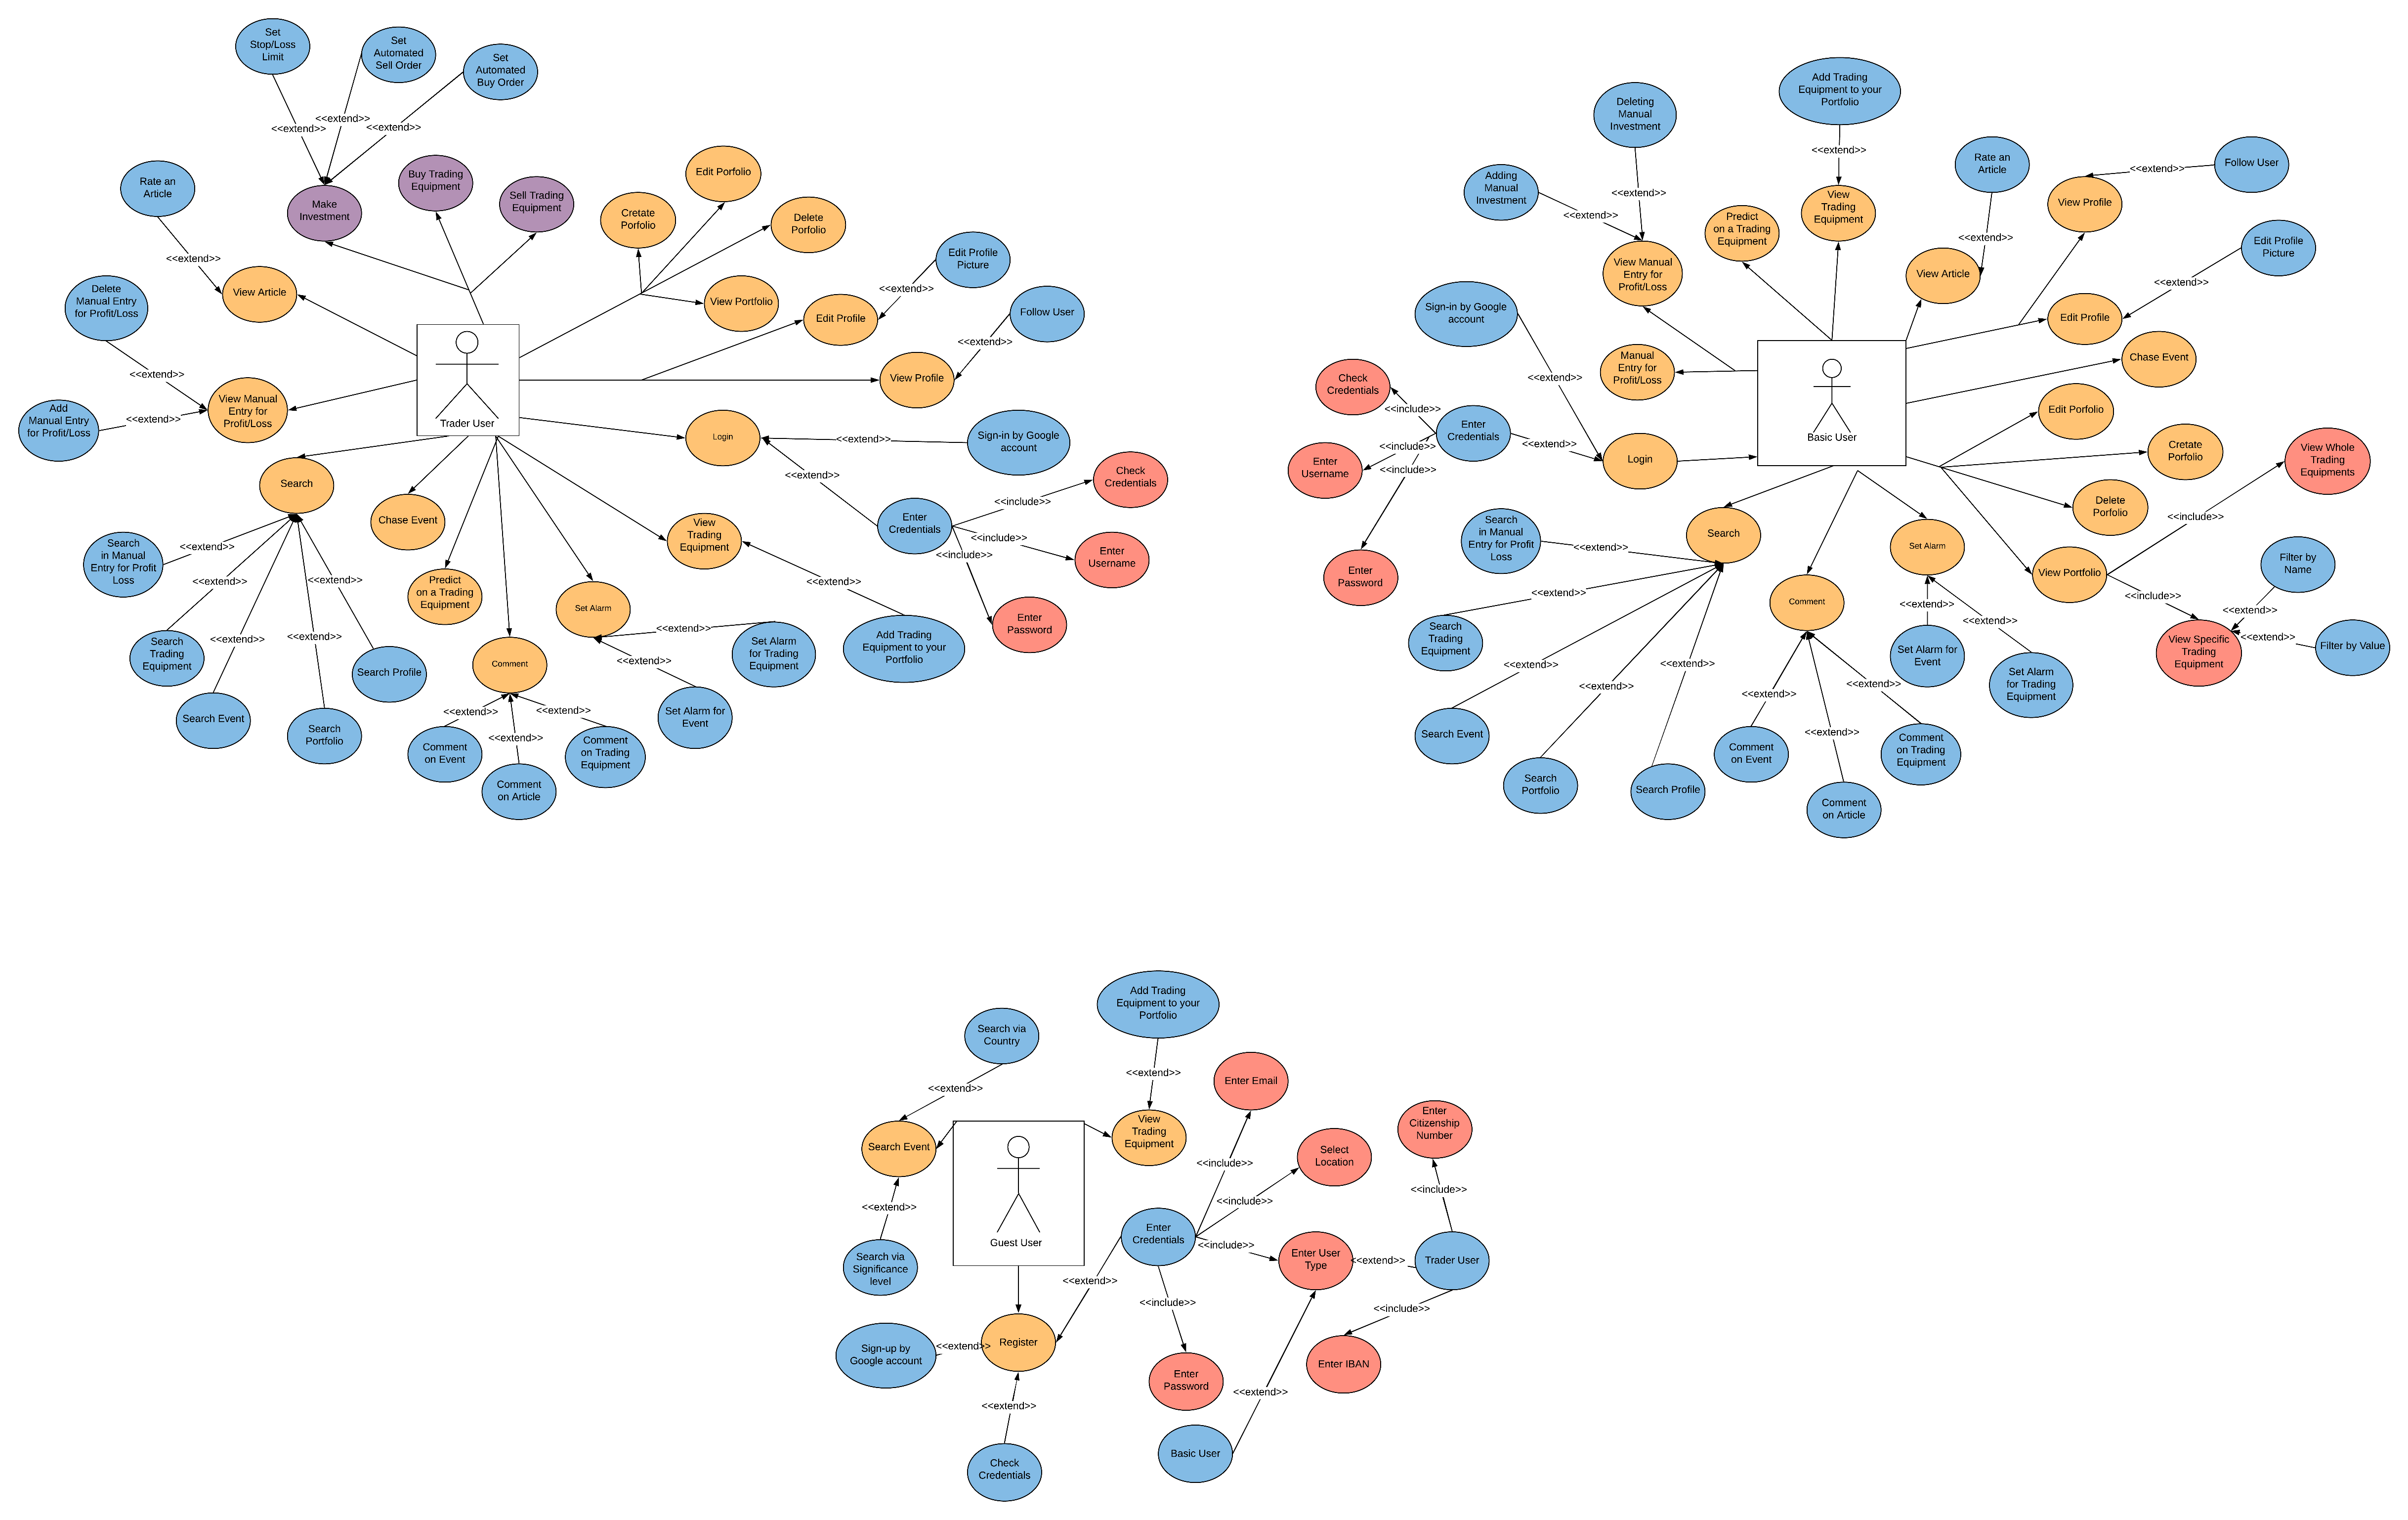 Set
Stop/Loss
Limit
Set
Automated
Sell Order
Set
Automated
Buy Order
<<extend>>
<<extend>>
<<extend>>
Rate an
Article
Make
Investment
Buy Trading
Equipment
Sell Trading
Equipment
Edit Porfolio
Cretate
Porfolio
Delete
Porfolio
<<extend>>
View Article
View Portfolio
Edit Profile
Edit Profile
Picture
<<extend>>
Follow User
<<extend>>
View Profile
Delete
Manual Entry
for Profit/Loss
<<extend>>
Add
Manual Entry
for Profit/Loss
<<extend>>
View Manual
Entry for
Profit/Loss
Trader User
Login
<<extend>>
Sign-in by Google
account
<<extend>>
Enter
Credentials
<<include>>
Check
Credentials
<<include>>
Enter
Username
<<include>>
Enter
Password
Search
Chase Event
Predict
on a Trading
Equipment
View
Trading
Equipment
<<extend>>
Add Trading
Equipment to your
Portfolio
Search
in Manual
Entry for Profit
Loss
<<extend>>
<<extend>>
<<extend>>
<<extend>>
<<extend>>
Search
Trading
Equipment
Search Event
Search
Portfolio
Search Profile
Comment
<<extend>>
<<extend>>
<<extend>>
Comment
on Event
Comment
on Article
Comment
on Trading
Equipment
Set Alarm
<<extend>>
<<extend>>
Set Alarm
for Trading
Equipment
Set Alarm for
Event
Add Trading
Equipment to your
Portfolio
<<extend>>
View
Trading
Equipment
Deleting
Manual
Investment
<<extend>>
Adding
Manual
Investment
<<extend>>
View Manual
Entry for
Profit/Loss
Predict
on a Trading
Equipment
Rate an
Article
<<extend>>
View Article
<<extend>>
Follow User
View Profile
Edit Profile
Picture
<<extend>>
Edit Profile
Chase Event
Sign-in by Google
account
<<extend>>
Manual
Entry for
Profit/Loss
Check
Credentials
<<include>>
Enter
Credentials
<<extend>>
Login
<<include>>
Enter
Username
<<include>>
Enter
Password
Basic User
Edit Porfolio
Cretate
Porfolio
Delete
Porfolio
View Portfolio
View Whole
Trading
Equipments
<<include>>
<<include>>
View Specific
Trading
Equipment
Filter by
Name
<<extend>>
<<extend>>
Filter by Value
Search
Search
in Manual
Entry for Profit
Loss
<<extend>>
<<extend>>
<<extend>>
<<extend>>
<<extend>>
Search
Trading
Equipment
Search Event
Search
Portfolio
Search Profile
Comment
<<extend>>
<<extend>>
<<extend>>
Comment
on Event
Comment
on Article
Comment
on Trading
Equipment
Set Alarm
<<extend>>
<<extend>>
Set Alarm for
Event
Set Alarm
for Trading
Equipment
Add Trading
Equipment to your
Portfolio
<<extend>>
View
Trading
Equipment
Search via
Country
<<extend>>
Search Event
<<extend>>
Search via
Significance
level
Guest User
Register
Sign-up by
Google account
<<extend>>
<<extend>>
Check
Credentials
<<extend>>
Enter
Credentials
<<include>>
Enter Email
<<include>>
Select
Location
<<include>>
Enter User
Type
<<include>>
Enter
Password
<<extend>>
Trader User
<<include>>
Enter
Citizenship
Number
<<include>>
Enter IBAN
<<extend>>
Basic User